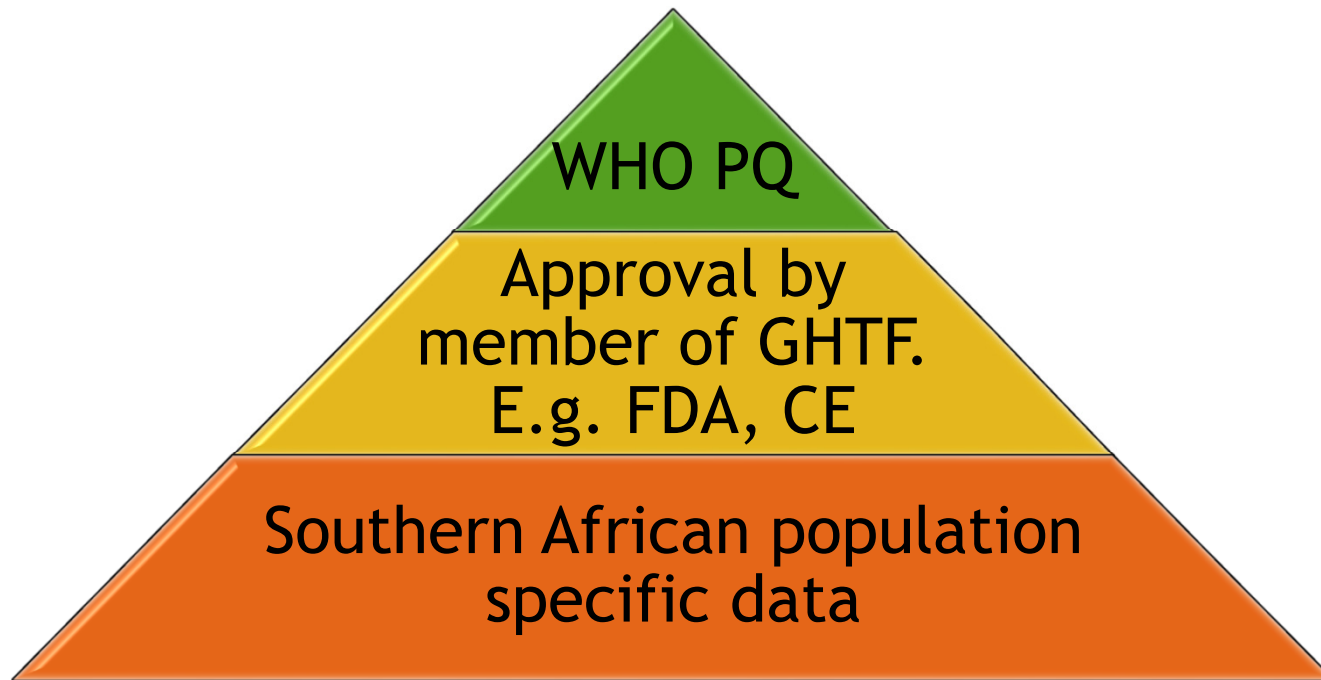 WHO PQ
Approval by
member of GHTF.
E.g. FDA, CE
Southern African population
specific data